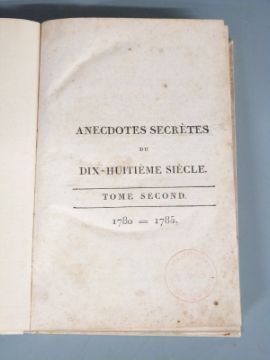 ANECDOTES SECRÈTES
DU
DIX-HUITIÈME SIÈCLE.
TOME SECOND.
1780 = 1785.